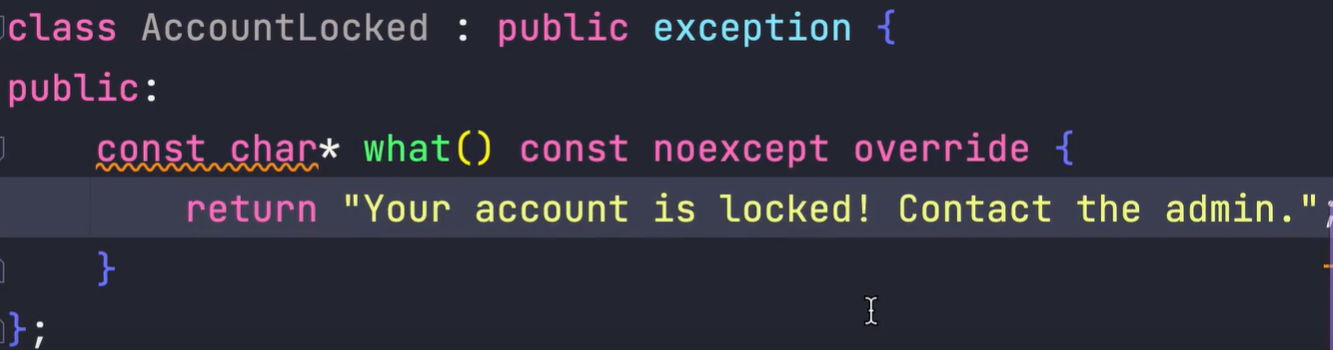 class AccountLocked : public exception {
public:
    const char* what() const noexcept override {
        return "Your account is locked! Contact the admin.";
    }
};